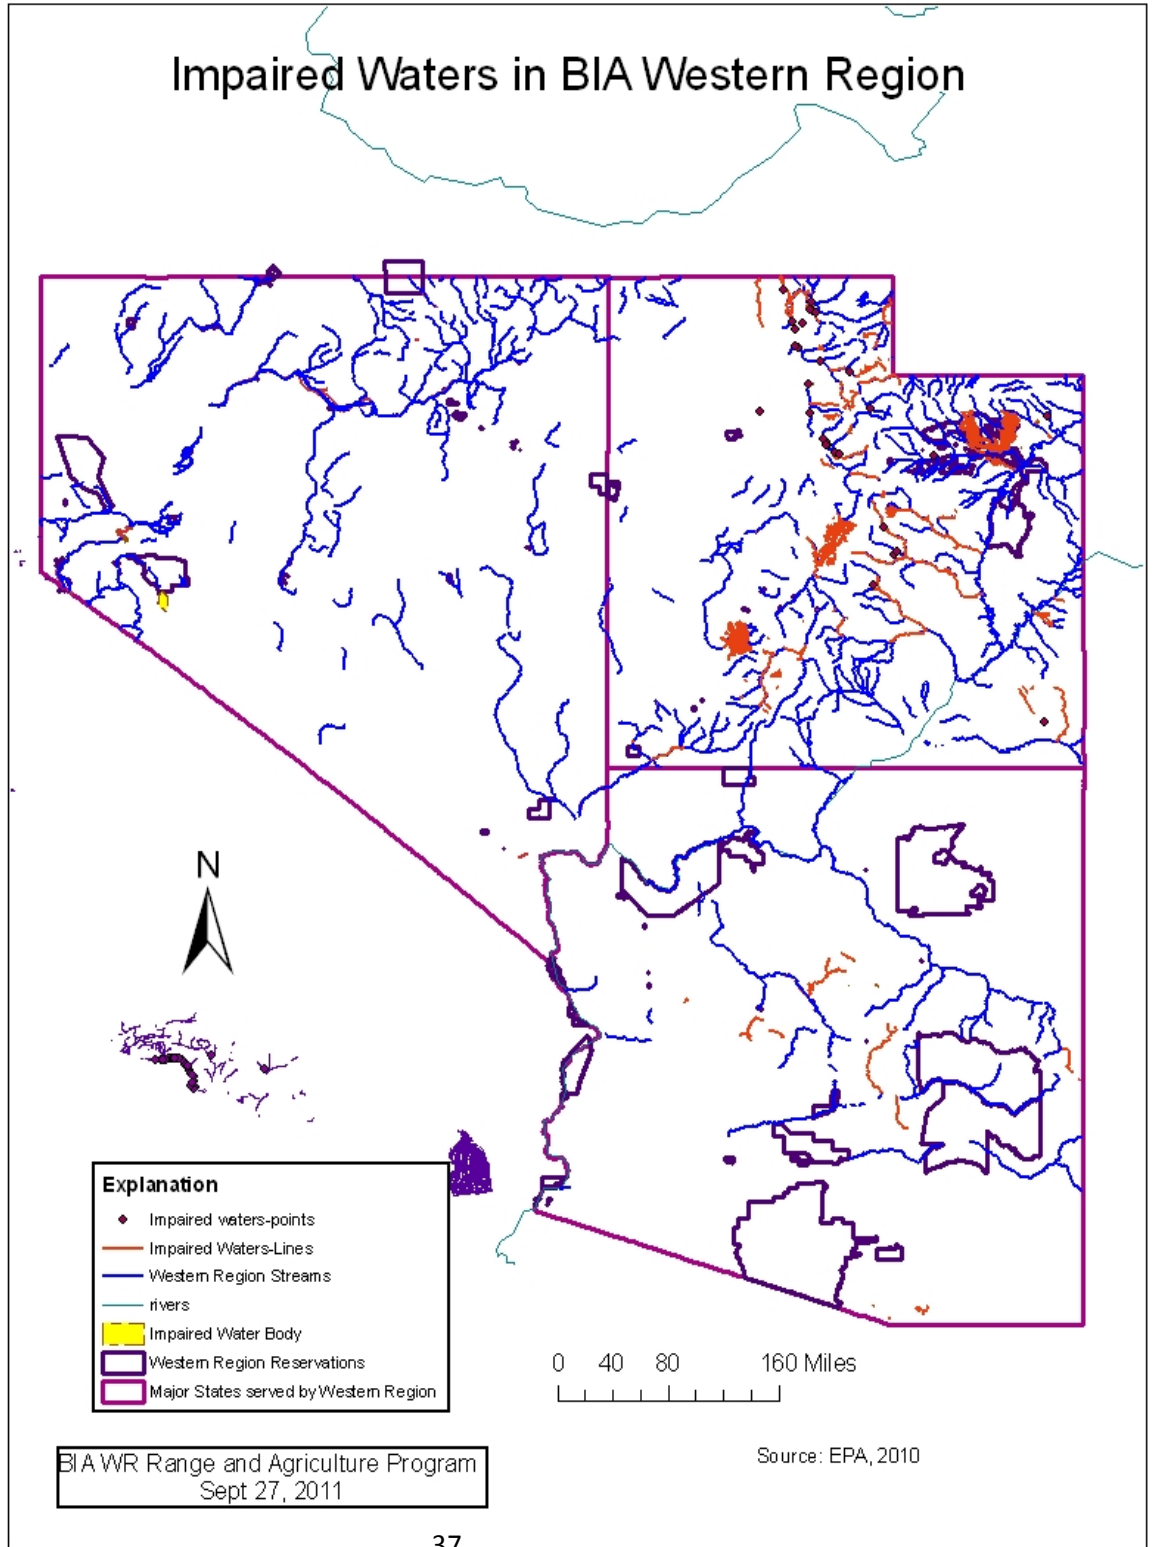 Impaired Waters in BIA Western Region
N
Explanation
Impaired waters-points
Impaired Waters-Lines
Western Region Streams
rivers
Impaired Water Body
Western Region Reservations
Major States served by Western Region
0 40 80 160 Miles
Source: EPA, 2010
BIA WR Range and Agriculture Program
Sept 27, 2011
37